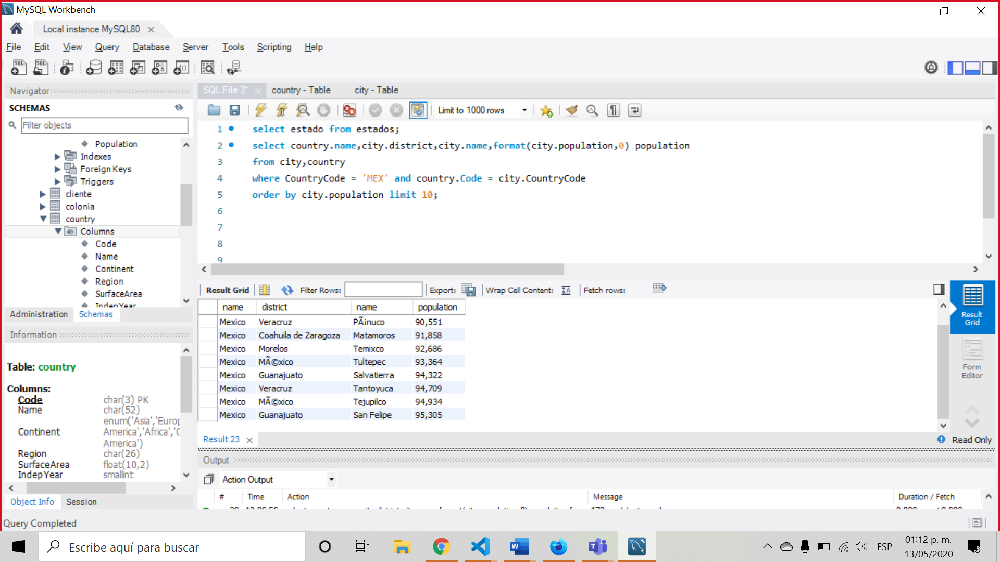 MySQL Workbench
Local instance MySQL80
File Edit View Query Database Server Tools Scripting Help
Navigator
SCHEMAS
Filter objects
Population
Indexes
Foreign Keys
Triggers
cliente
colonia
country
Columns
Code
Name
Continent
Region
SurfaceArea
IndepYear
Administration Schemas
Information
Table: country
Columns:
Code char(3) PK
Name char(52)
enum('Asia','Europ
Continent America','Africa','O
America')
Region char(26)
SurfaceArea float(10,2)
IndepYear smallint
Object Info Session
Query Completed
SQL File 3* country - Table city - Table
Limit to 1000 rows
1 select estado from estados;
2 select country.name,city.district,city.name,format(city.population,0) population
3 from city,country
4 where CountryCode = 'MEX' and country.Code = city.CountryCode
5 order by city.population limit 10;
6
7
8
9
Result Grid Filter Rows: Export: Wrap Cell Content: Fetch rows:
name district name population
Mexico Veracruz PÃ¡nuco 90,551
Mexico Coahuila de Zaragoza Matamoros 91,858
Mexico Morelos Temixco 92,686
Mexico MÃ©xico Tultepec 93,364
Mexico Guanajuato Salvatierra 94,322
Mexico Veracruz Tantoyuca 94,709
Mexico MÃ©xico Tejupilco 94,934
Mexico Guanajuato San Felipe 95,305
Result Grid
Form Editor
Result 23
Read Only
Output
Action Output
# Time Action Message Duration / Fetch
Escribe aquí para buscar
ESP
01:12 p. m.
13/05/2020